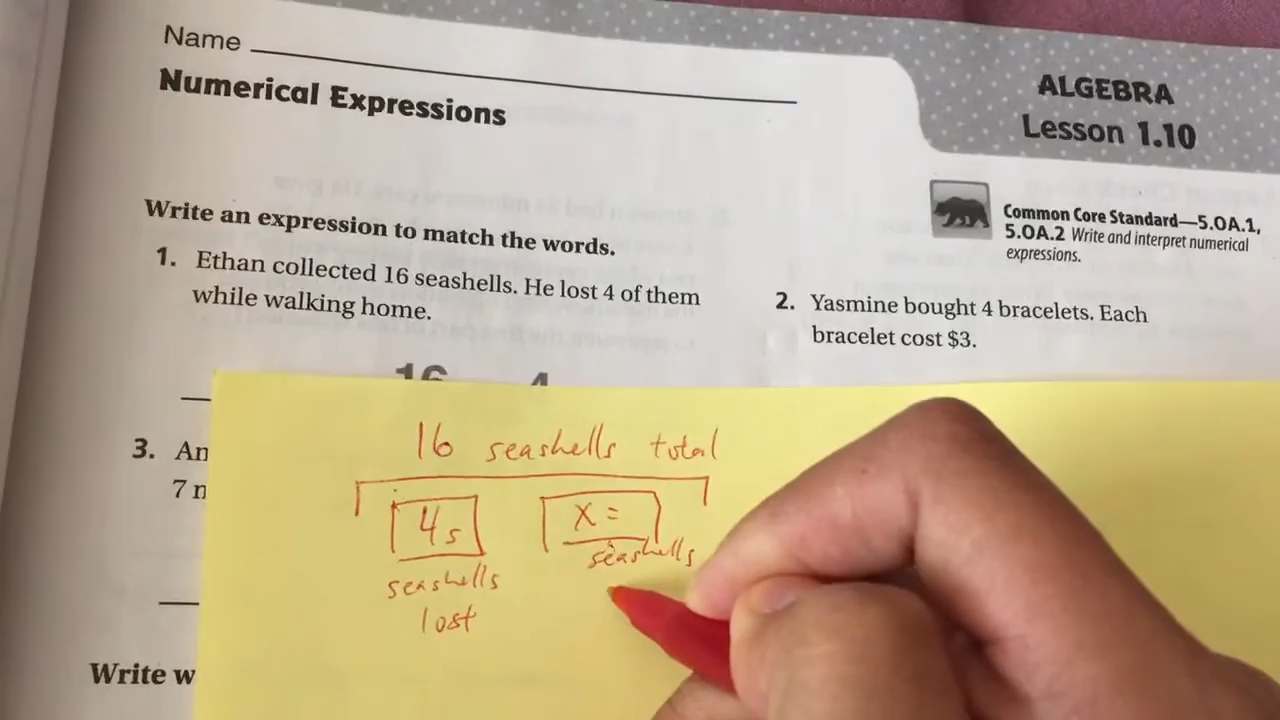 Name
Numerical Expressions
ALGEBRA
Lesson 1.10
Common Core Standard—5.OA.1,
5.OA.2 Write and interpret numerical
expressions.
Write an expression to match the words.
1. Ethan collected 16 seashells. He lost 4 of them
while walking home.
2. Yasmine bought 4 bracelets. Each
bracelet cost $3.
16 4
3. An
7 n
16 seashells total
4s
x =
seashells
lost
seashells
Write w